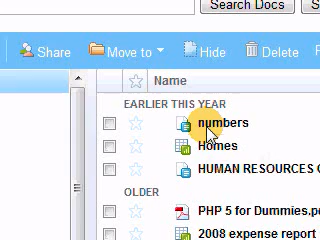 Search Docs S
Share Move to Hide Delete
Name
EARLIER THIS YEAR
numbers
Homes
HUMAN RESOURCES
OLDER
PHP 5 for Dummies.p
2008 expense report